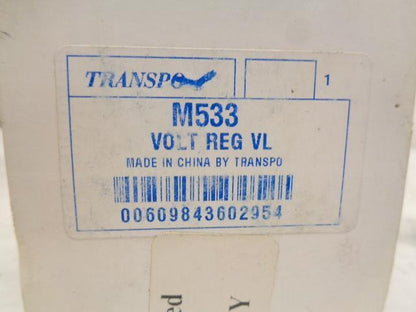 TRANSPO
1
M533
VOLT REG VL
MADE IN CHINA BY TRANSPO
00609843602954